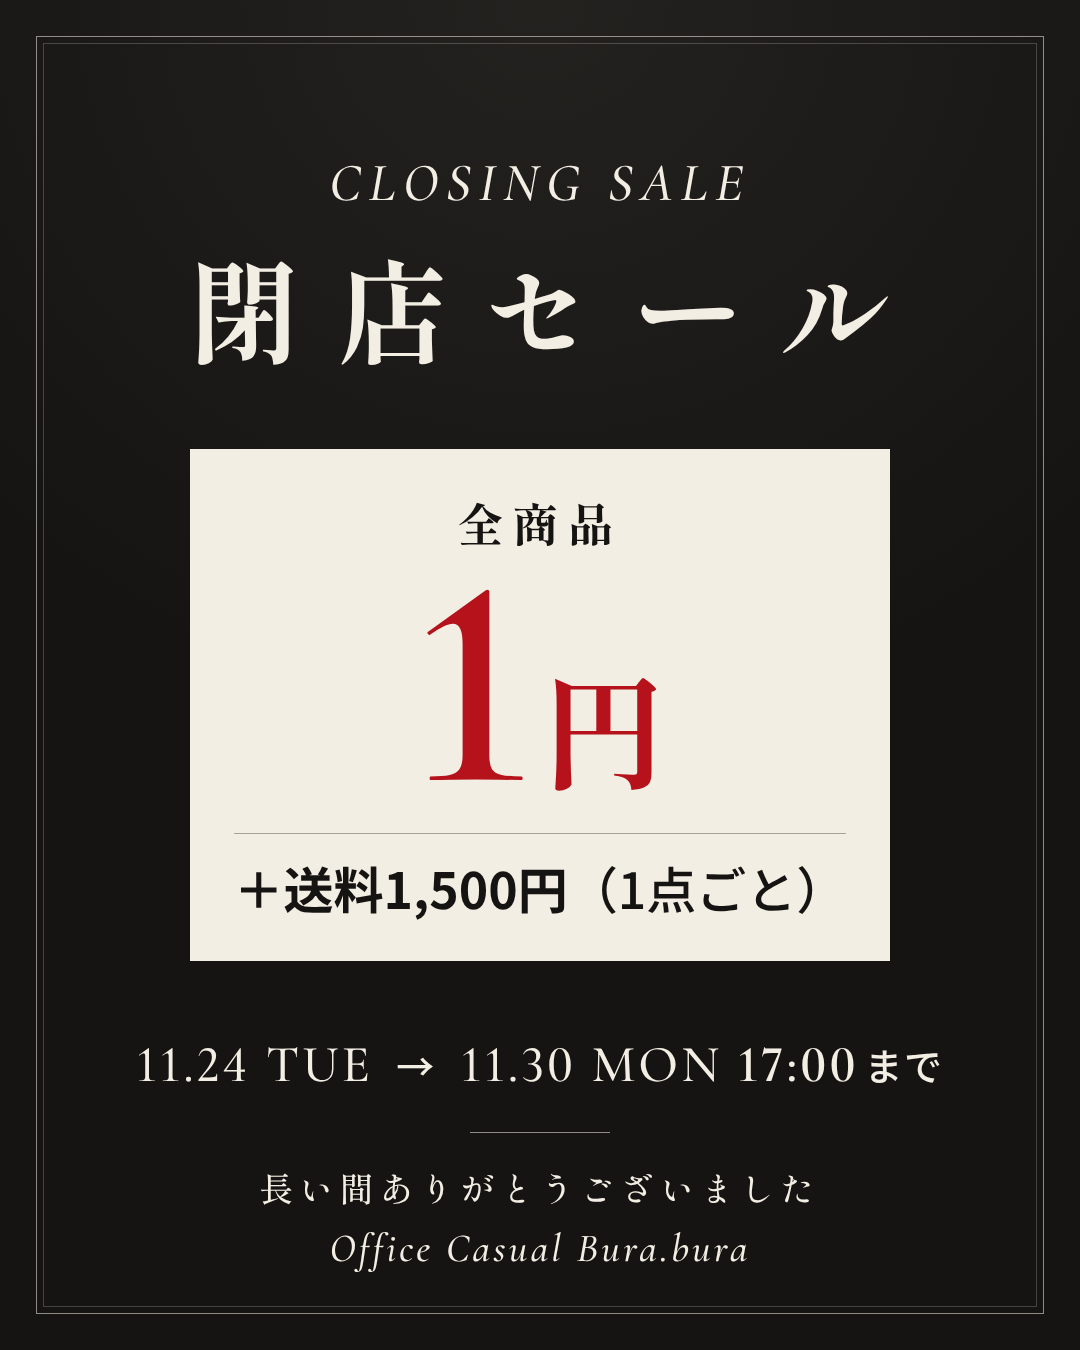 CLOSING SALE
閉店セール
全商品
1円
＋送料1,500円（1点ごと）
11.24 TUE → 11.30 MON 17:00 まで
長い間ありがとうございました
Office Casual Bura.bura